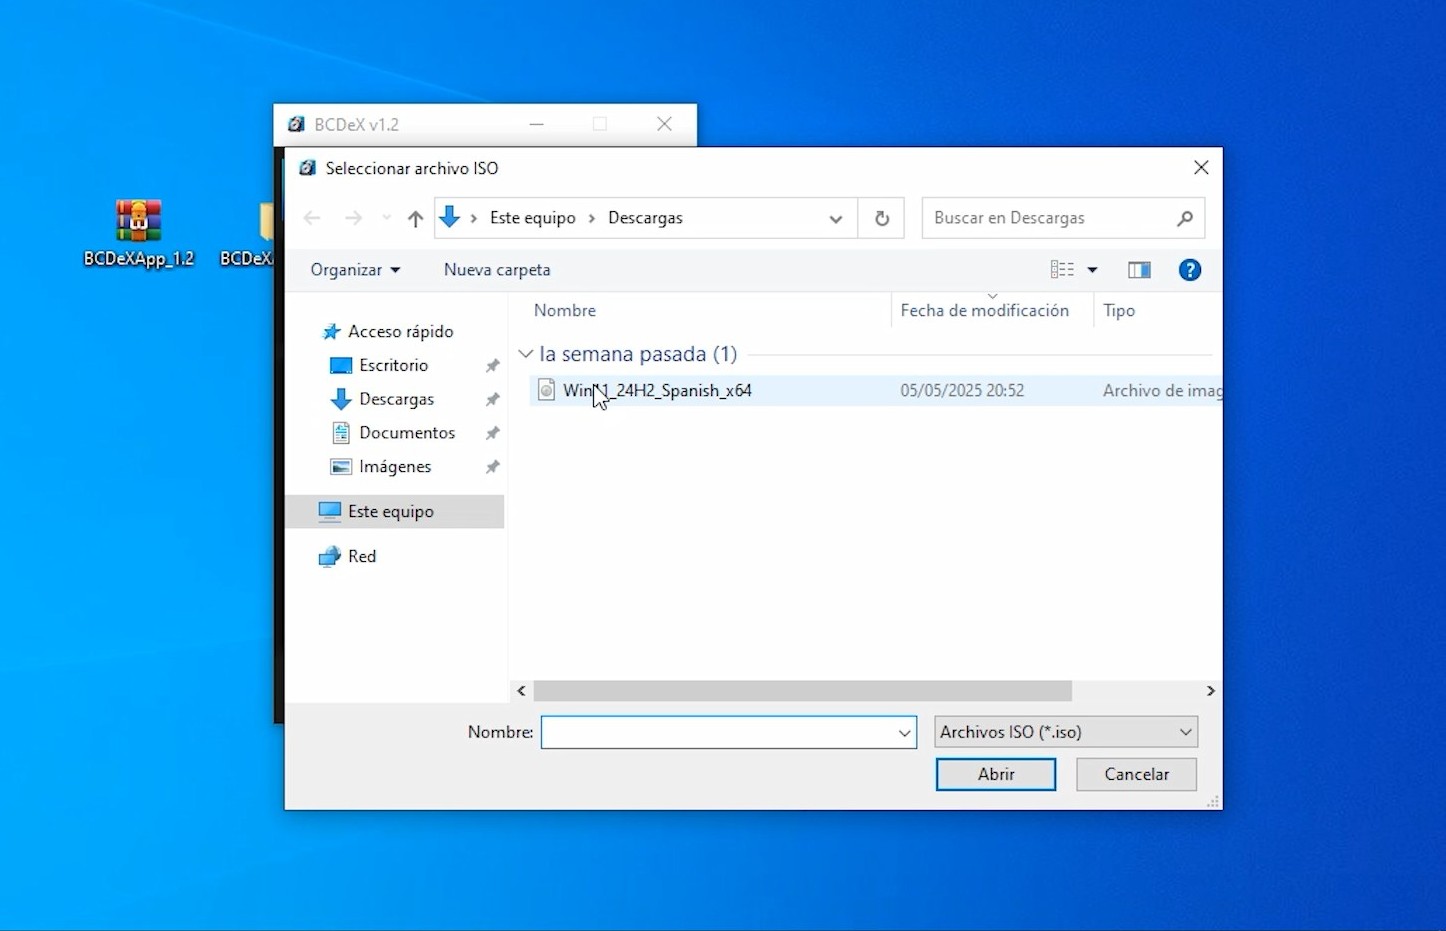 BCDeX v1.2
Seleccionar archivo ISO
Este equipo > Descargas
Buscar en Descargas
BCDeXApp_1.2
BCDeX
Organizar
Nueva carpeta
Nombre
Fecha de modificación
Tipo
Acceso rápido
Escritorio
Descargas
Documentos
Imágenes
Este equipo
Red
la semana pasada (1)
Win11_24H2_Spanish_x64
05/05/2025 20:52
Archivo de imag
Nombre:
Archivos ISO (*.iso)
Abrir
Cancelar